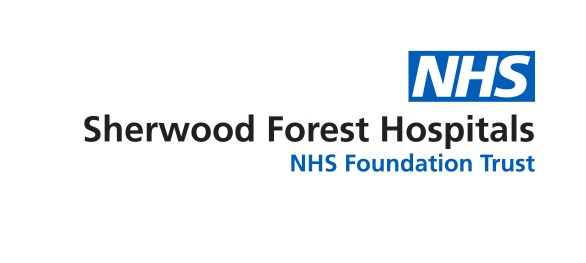 NHS
Sherwood Forest Hospitals
NHS Foundation Trust